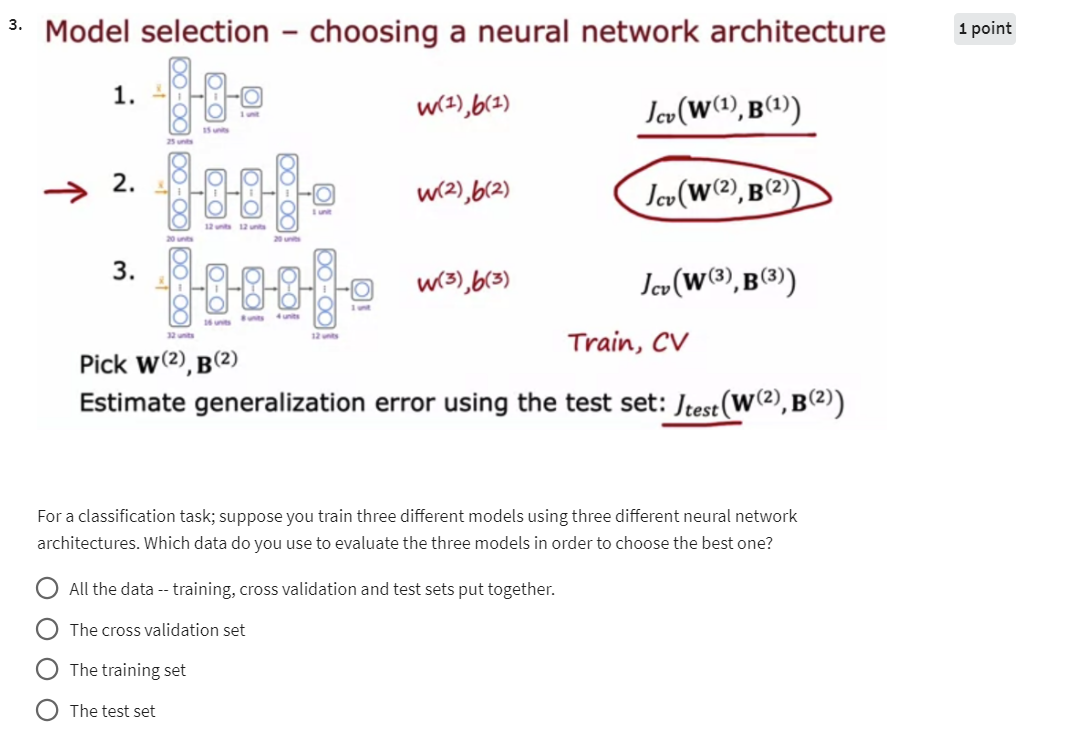 3. Model selection – choosing a neural network architecture
1 point
1. x⃗ w(1),b(1) Jcv(W(1), B(1))
1 unit
15 units
25 units
2. w(2),b(2) Jcv(W(2), B(2))
1 unit
12 units 12 units
20 units 20 units
3. w(3),b(3) Jcv(W(3), B(3))
1 unit
16 units 8 units 4 units
32 units 12 units
Train, CV
Pick W(2), B(2)
Estimate generalization error using the test set: Jtest(W(2), B(2))
For a classification task; suppose you train three different models using three different neural network
architectures. Which data do you use to evaluate the three models in order to choose the best one?
All the data -- training, cross validation and test sets put together.
The cross validation set
The training set
The test set